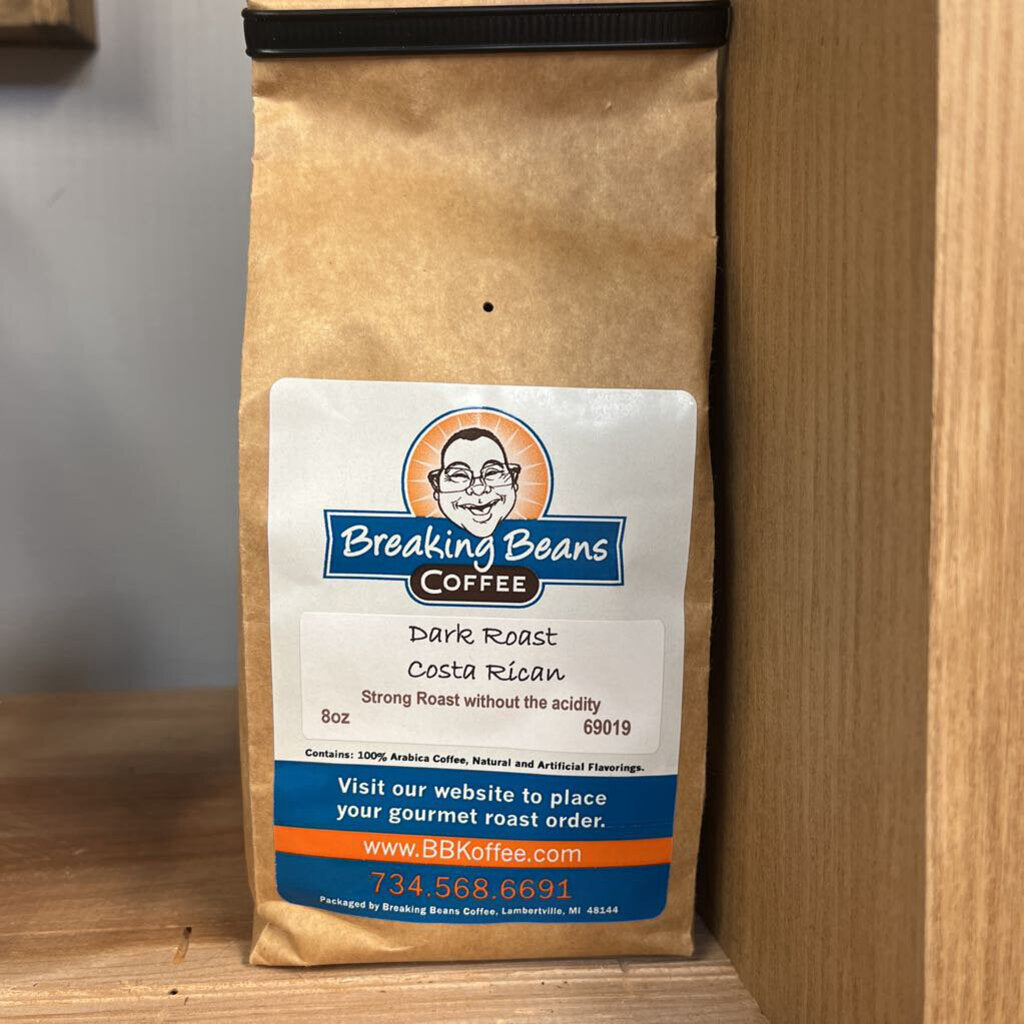 Breaking Beans
COFFEE
Dark Roast
Costa Rican
Strong Roast without the acidity
8oz 69019
Contains: 100% Arabica Coffee, Natural and Artificial Flavorings.
Visit our website to place
your gourmet roast order.
www.BBKoffee.com
734.568.6691
Packaged by Breaking Beans Coffee, Lambertville, MI 48144